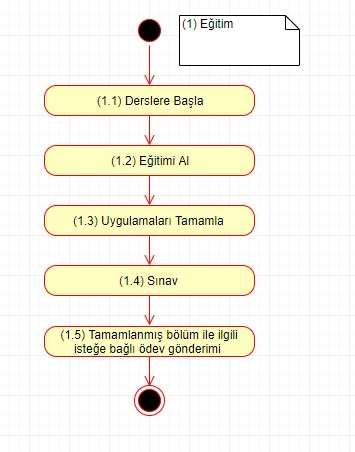 (1) Eğitim
(1.1) Derslere Başla
(1.2) Eğitimi Al
(1.3) Uygulamaları Tamamla
(1.4) Sınav
(1.5) Tamamlanmış bölüm ile ilgili
isteğe bağlı ödev gönderimi